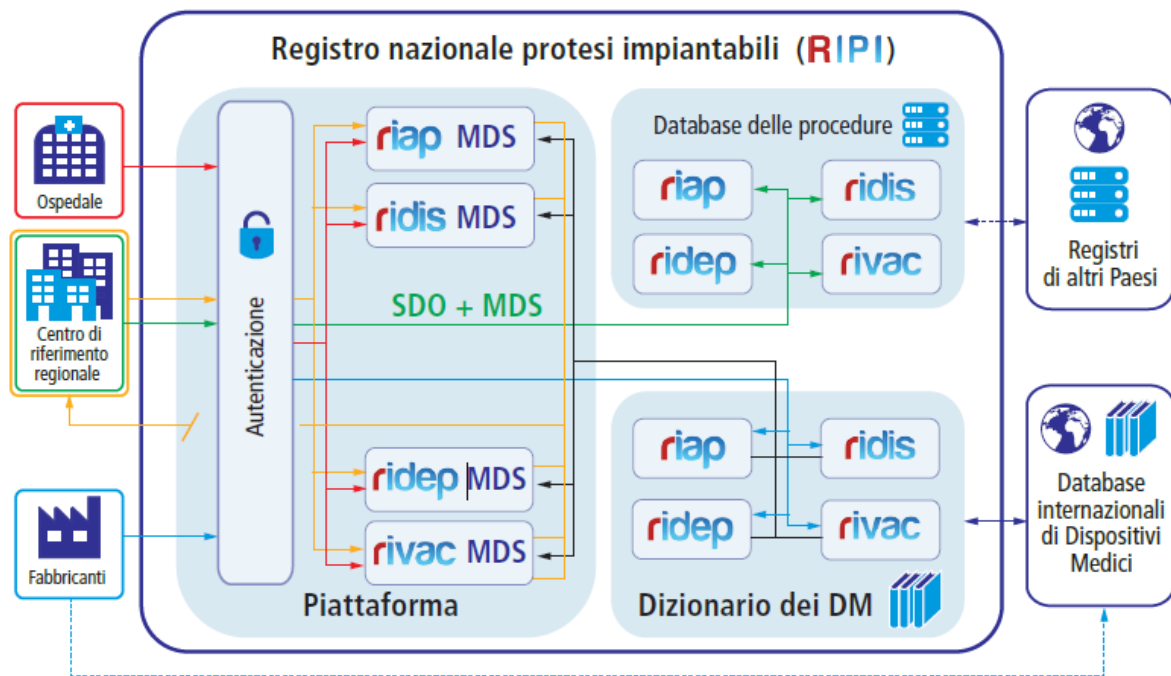 Registro nazionale protesi impiantabili (RIPI)
Ospedale
Centro di
riferimento
regionale
Fabbricanti
Autenticazione
riap MDS
ridis MDS
SDO + MDS
ridep MDS
rivac MDS
Piattaforma
Database delle procedure
riap
ridis
ridep
rivac
riap
ridis
ridep
rivac
Dizionario dei DM
Registri
di altri Paesi
Database
internazionali
di Dispositivi
Medici